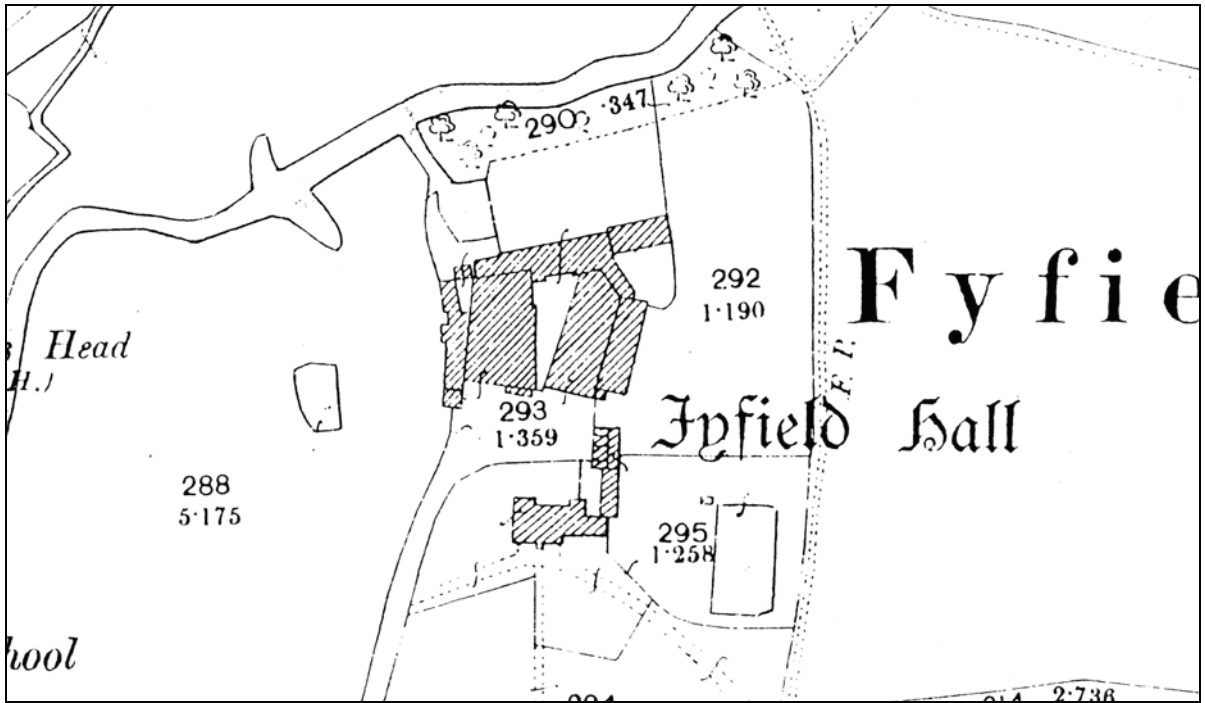 290 ·347
292
1·190
Fyfie
Head
H.)
F. P.
293
1·359
Fyfield Hall
288
5·175
295
1·258
hool
2·736